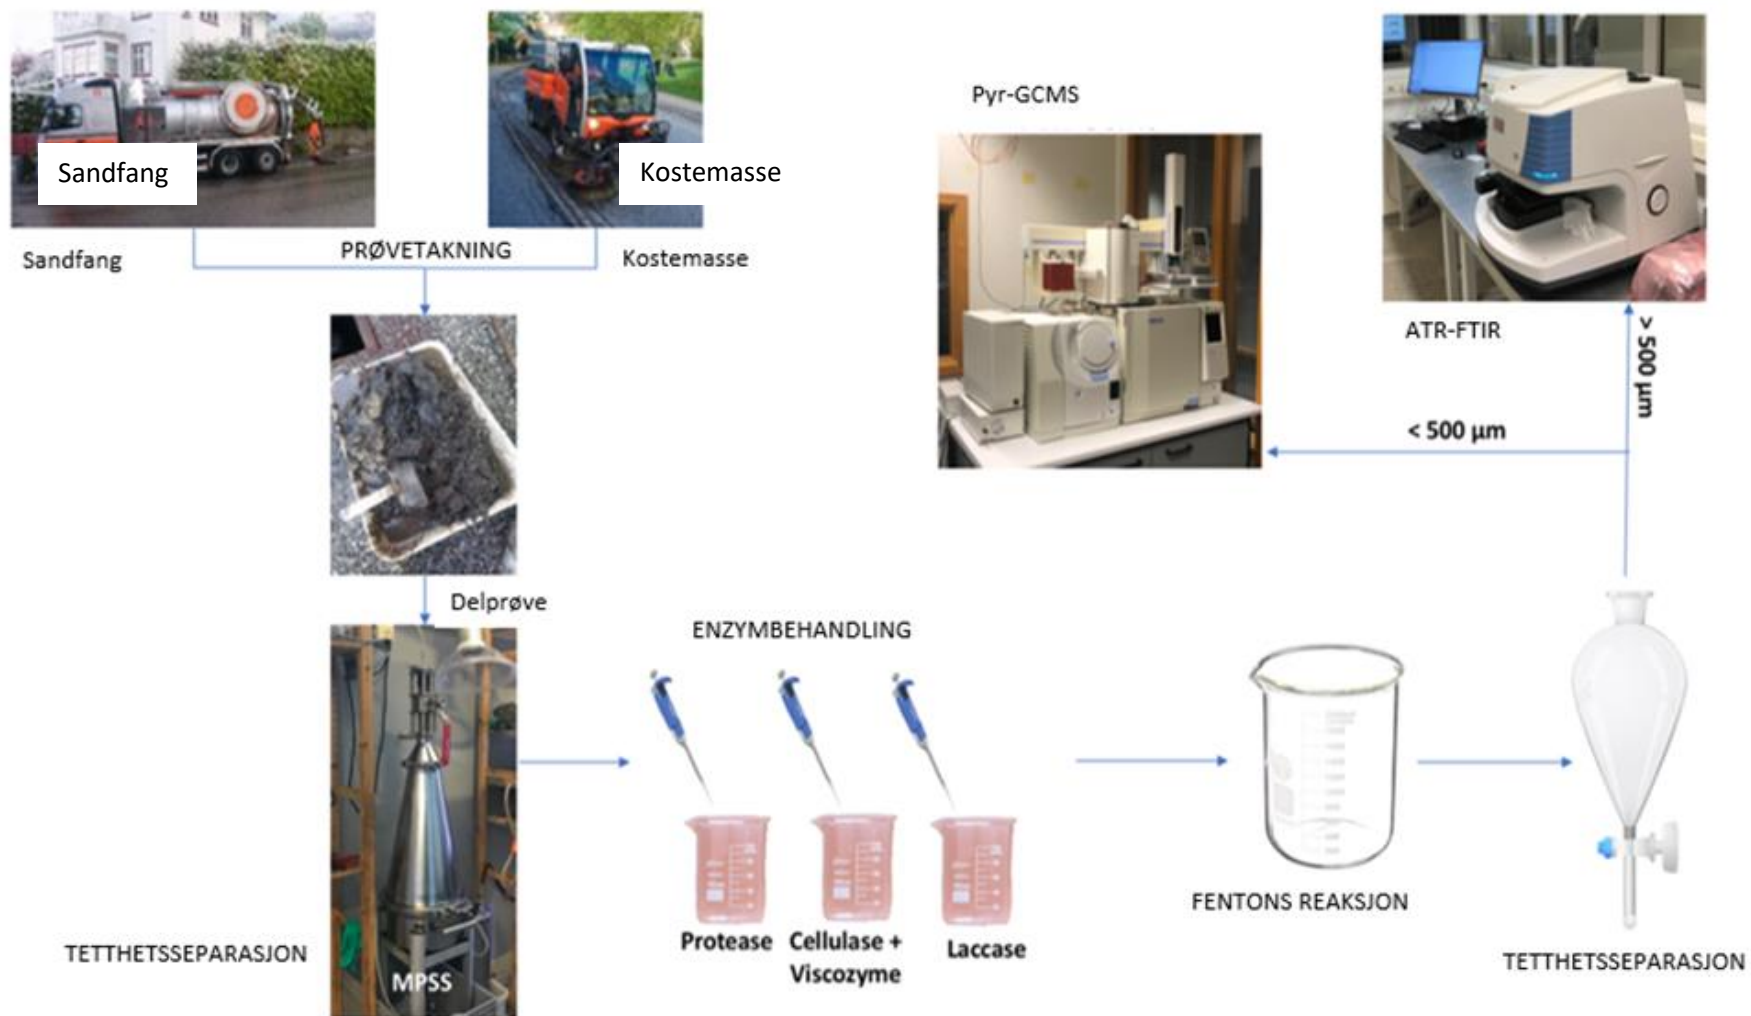 Sandfang
Kostemasse
Sandfang
PRØVETAKNING
Kostemasse
Pyr-GCMS
ATR-FTIR
> 500 µm
< 500 µm
Delprøve
ENZYMBEHANDLING
Protease
Cellulase +
Viscozyme
Laccase
FENTONS REAKSJON
TETTHETSSEPARASJON
MPSS
TETTHETSSEPARASJON